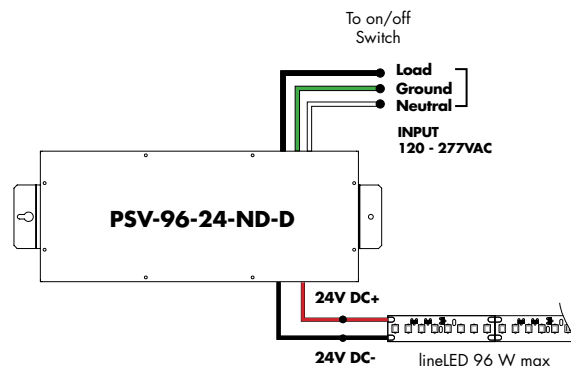 To on/off
Switch
Load
Ground
Neutral
INPUT
120 - 277VAC
PSV-96-24-ND-D
24V DC+
24V DC-
lineLED 96 W max